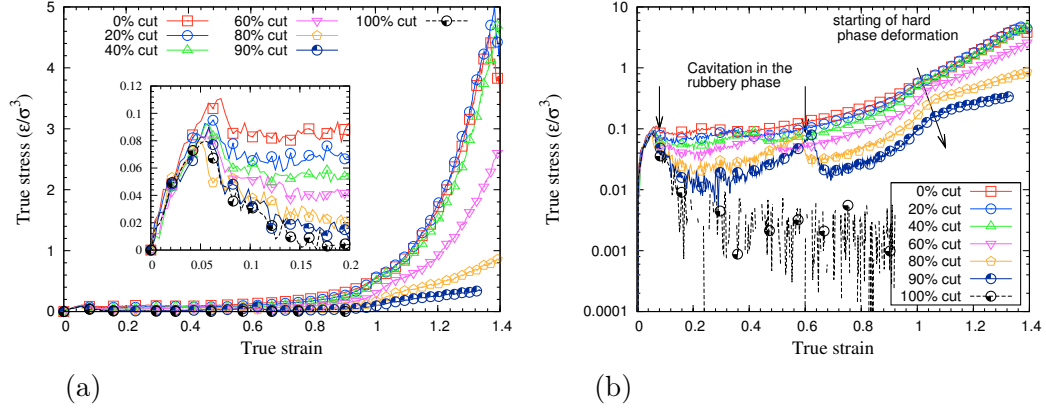 0% cut
20% cut
40% cut
60% cut
80% cut
90% cut
100% cut
True stress (ε/σ³)
5
4
3
2
1
0
0.12
0.1
0.08
0.06
0.04
0.02
0
0 0.05 0.1 0.15 0.2
0 0.2 0.4 0.6 0.8 1 1.2 1.4
True strain
(a)
True stress (ε/σ³)
10
1
0.1
0.01
0.001
0.0001
Cavitation in the
rubbery phase
starting of hard
phase deformation
0% cut
20% cut
40% cut
60% cut
80% cut
90% cut
100% cut
0 0.2 0.4 0.6 0.8 1 1.2 1.4
True strain
(b)